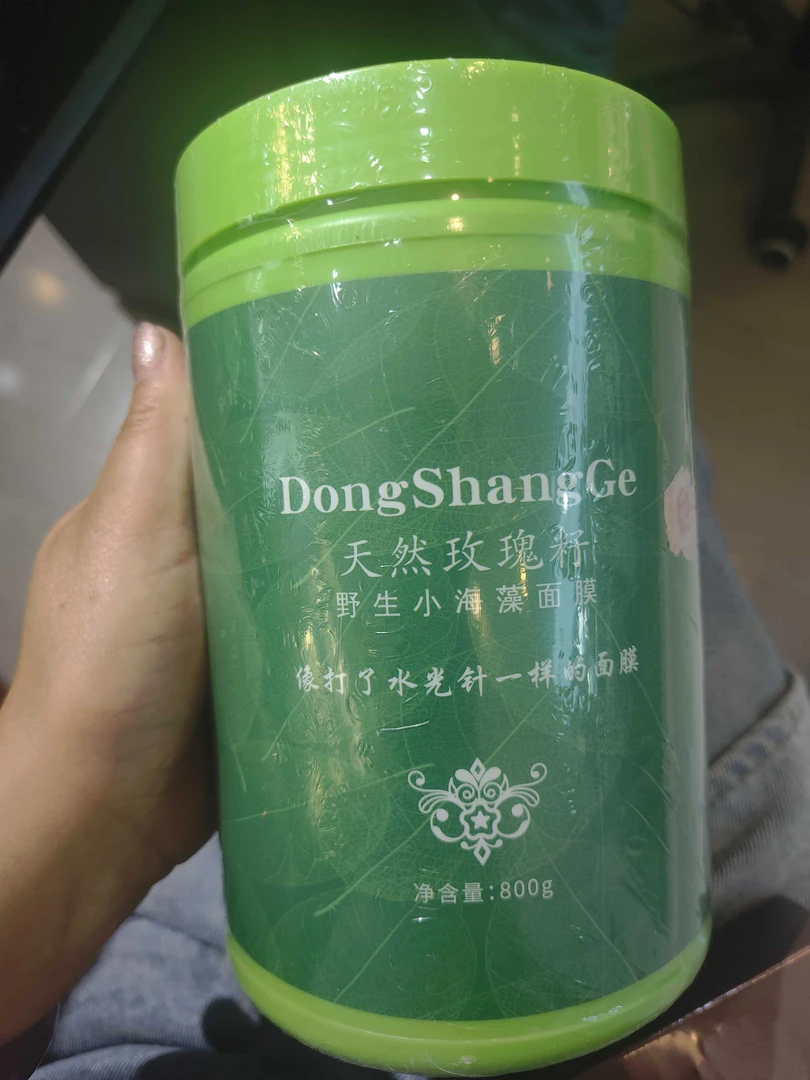 DongShangGe
天然玫瑰籽
野生小海藻面膜
像打了水光针一样的面膜
净含量:800g